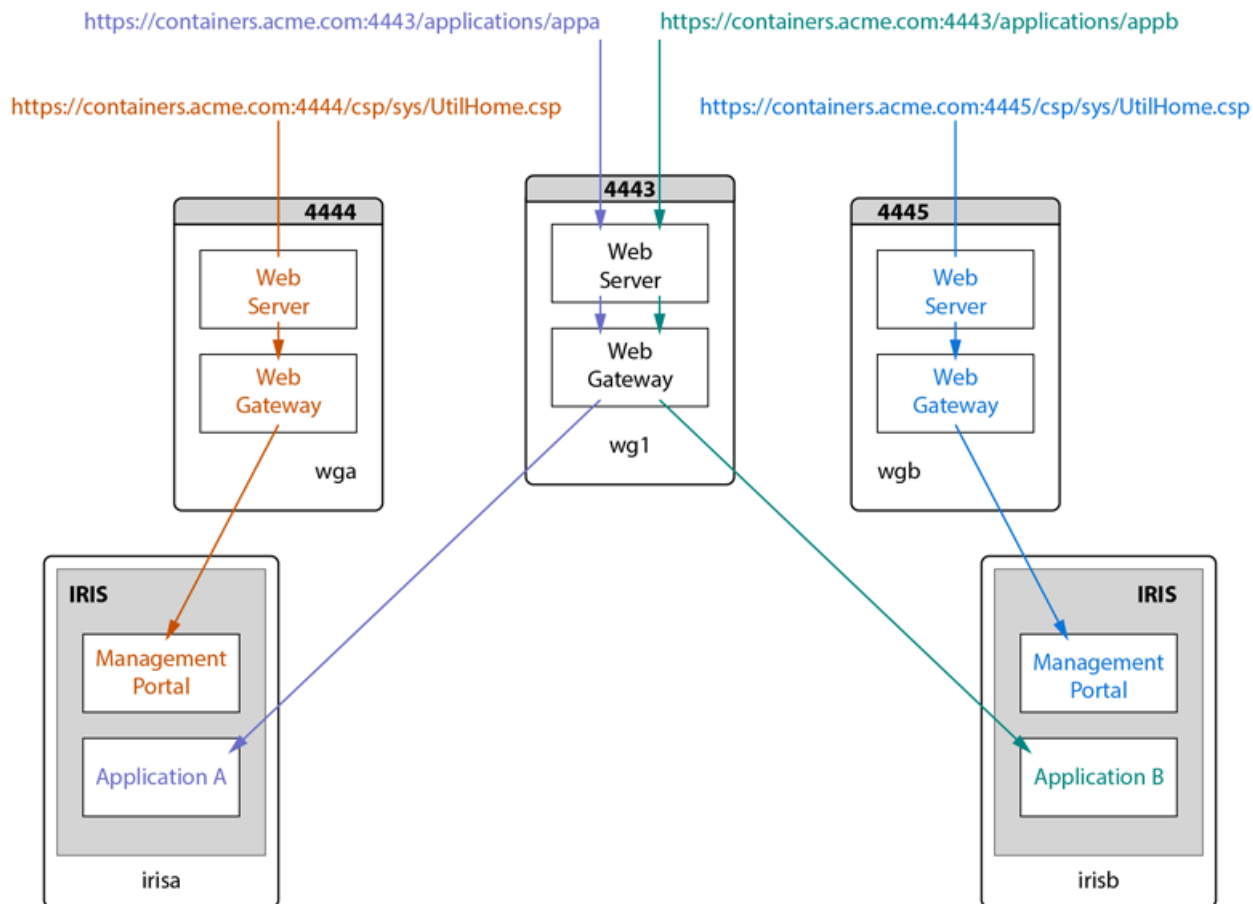 https://containers.acme.com:4443/applications/appa
https://containers.acme.com:4443/applications/appb
https://containers.acme.com:4444/csp/sys/UtilHome.csp
https://containers.acme.com:4445/csp/sys/UtilHome.csp
4444
Web
Server
Web
Gateway
wga
4443
Web
Server
Web
Gateway
wg1
4445
Web
Server
Web
Gateway
wgb
IRIS
Management
Portal
Application A
irisa
IRIS
Management
Portal
Application B
irisb